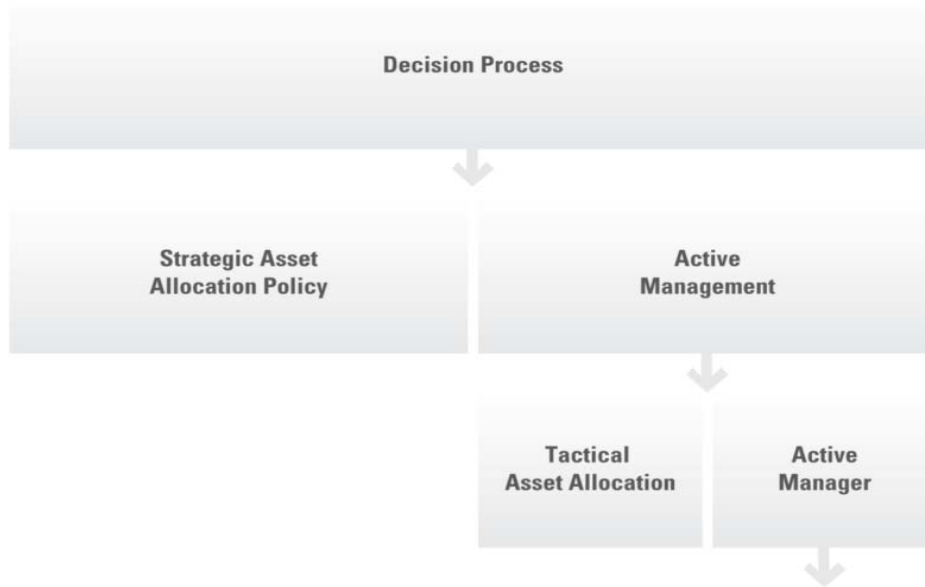 Decision Process
Strategic Asset
Allocation Policy
Active
Management
Tactical
Asset Allocation
Active
Manager